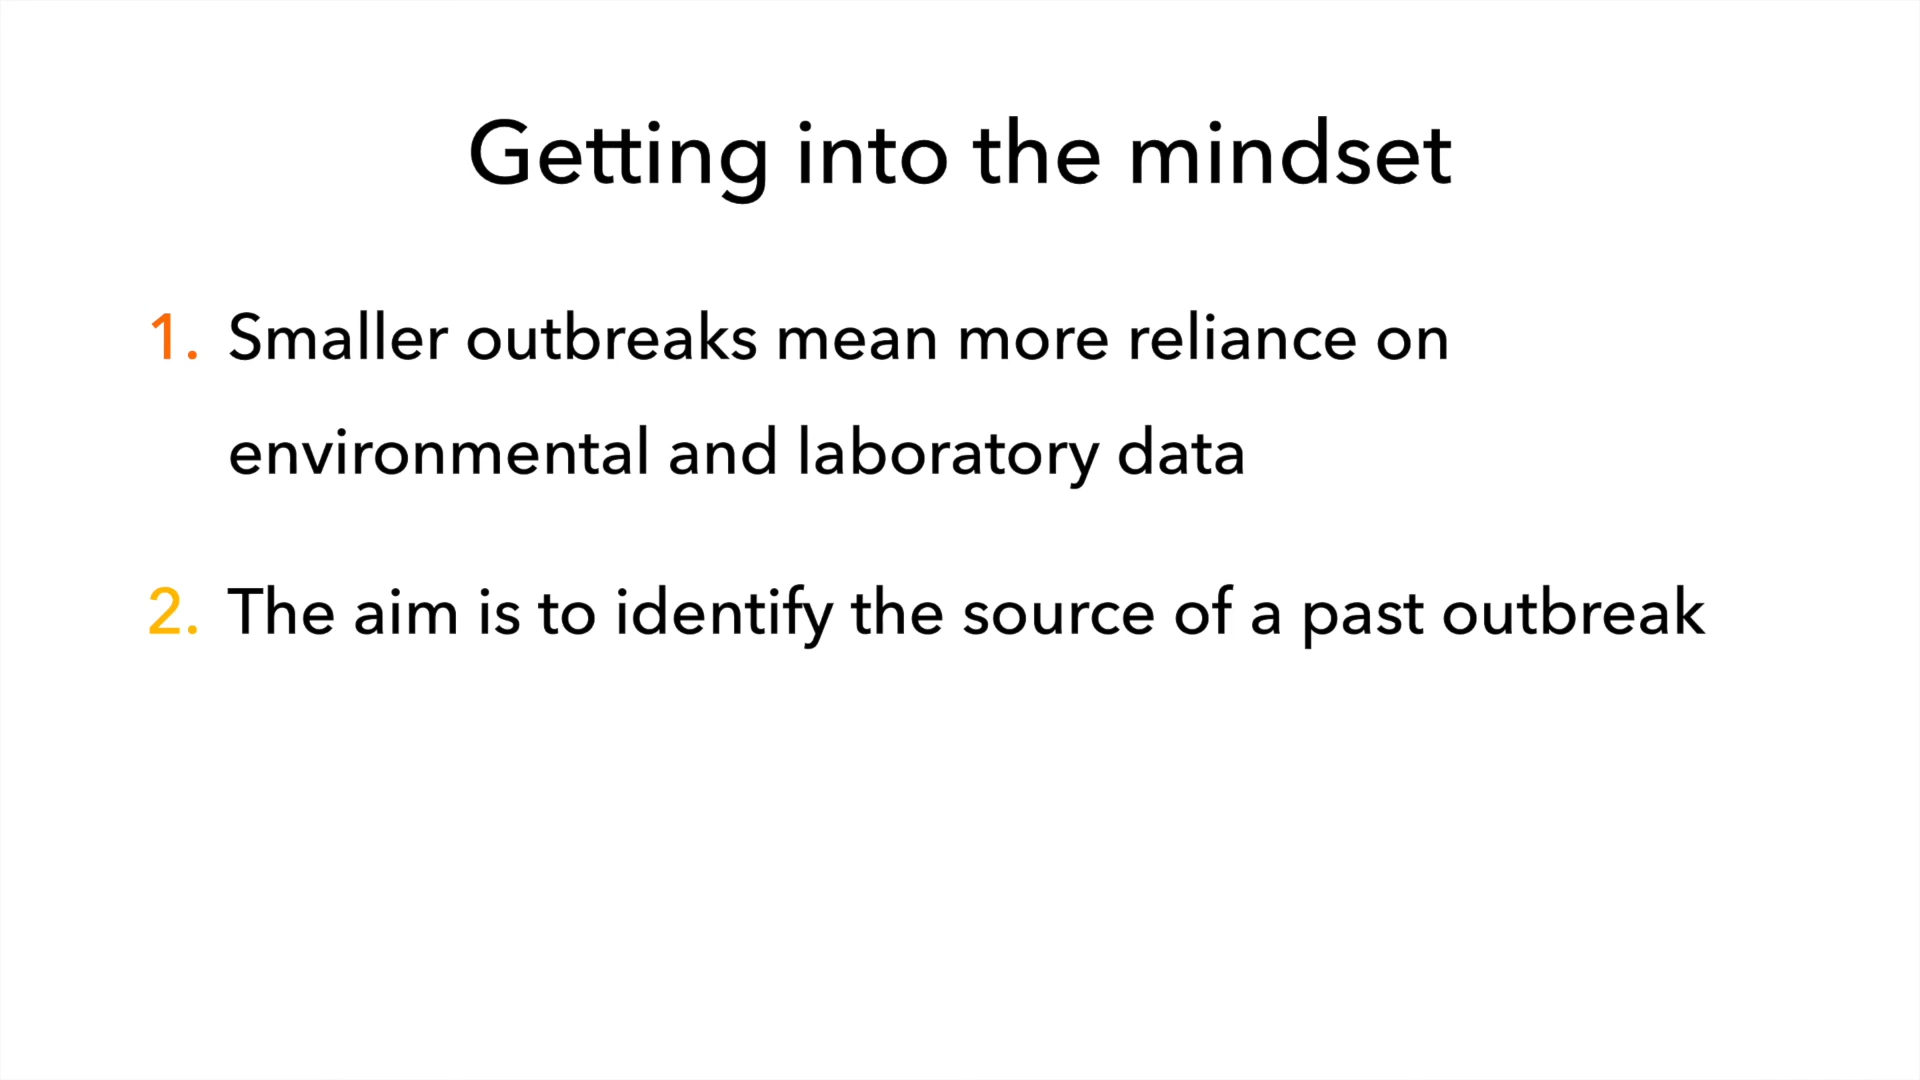 Getting into the mindset
1. Smaller outbreaks mean more reliance on
environmental and laboratory data
2. The aim is to identify the source of a past outbreak